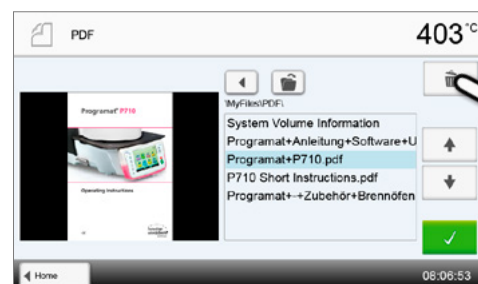 PDF
403 °C
\MyFiles\PDF\
System Volume Information
Programat+Anleitung+Software+U
Programat+P710.pdf
P710 Short Instructions.pdf
Programat+-+Zubehör+Brennöfen
Programat® P710
Operating Instructions
Home
08:06:53